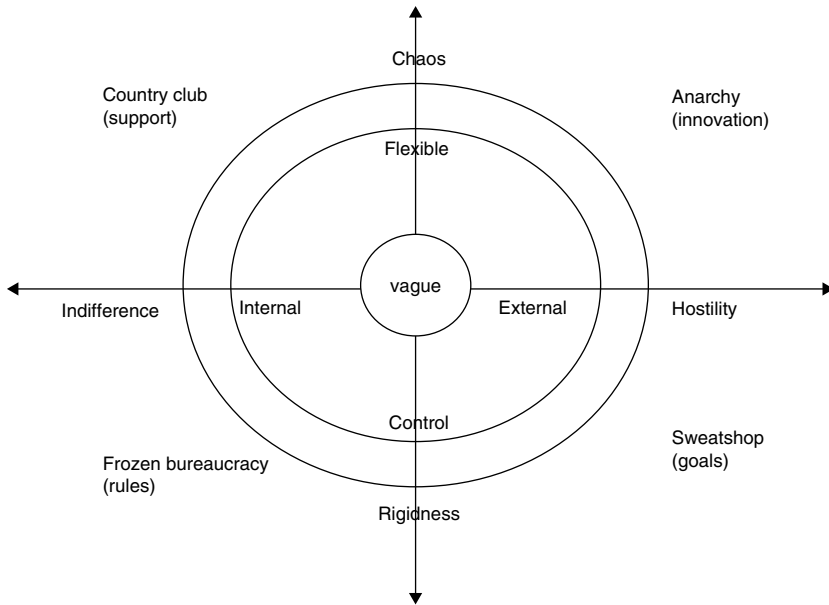 Chaos
Country club
(support)
Anarchy
(innovation)
Flexible
vague
Indifference
Internal
External
Hostility
Control
Frozen bureaucracy
(rules)
Sweatshop
(goals)
Rigidness